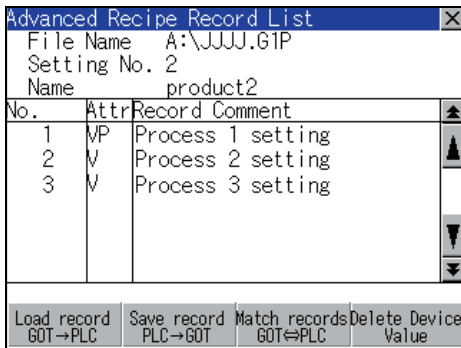 Advanced Recipe Record List
File Name A:\JJJJ.G1P
Setting No. 2
Name product2
No. Attr Record Comment
1 VP Process 1 setting
2 V Process 2 setting
3 V Process 3 setting
Load record Save record Match records Delete Device
GOT→PLC PLC→GOT GOT⇔PLC Value